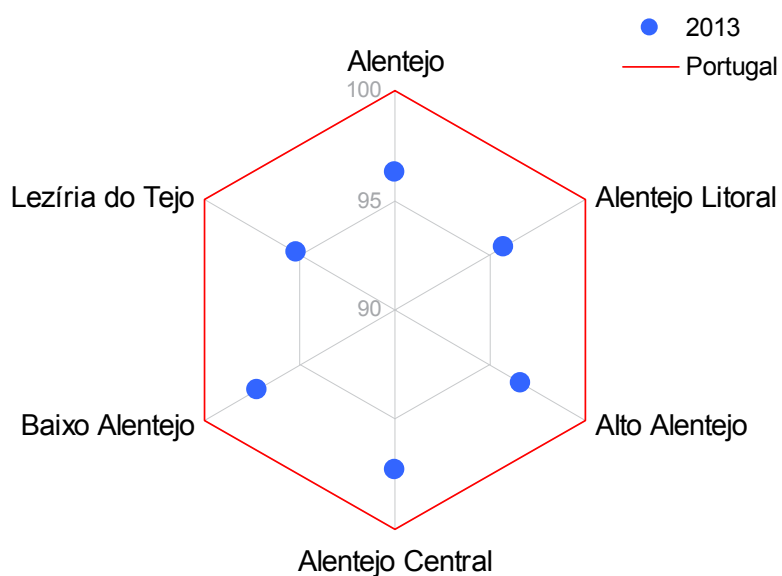 2013
Portugal
Alentejo
100
Lezíria do Tejo
95
Alentejo Litoral
90
Baixo Alentejo
Alto Alentejo
Alentejo Central